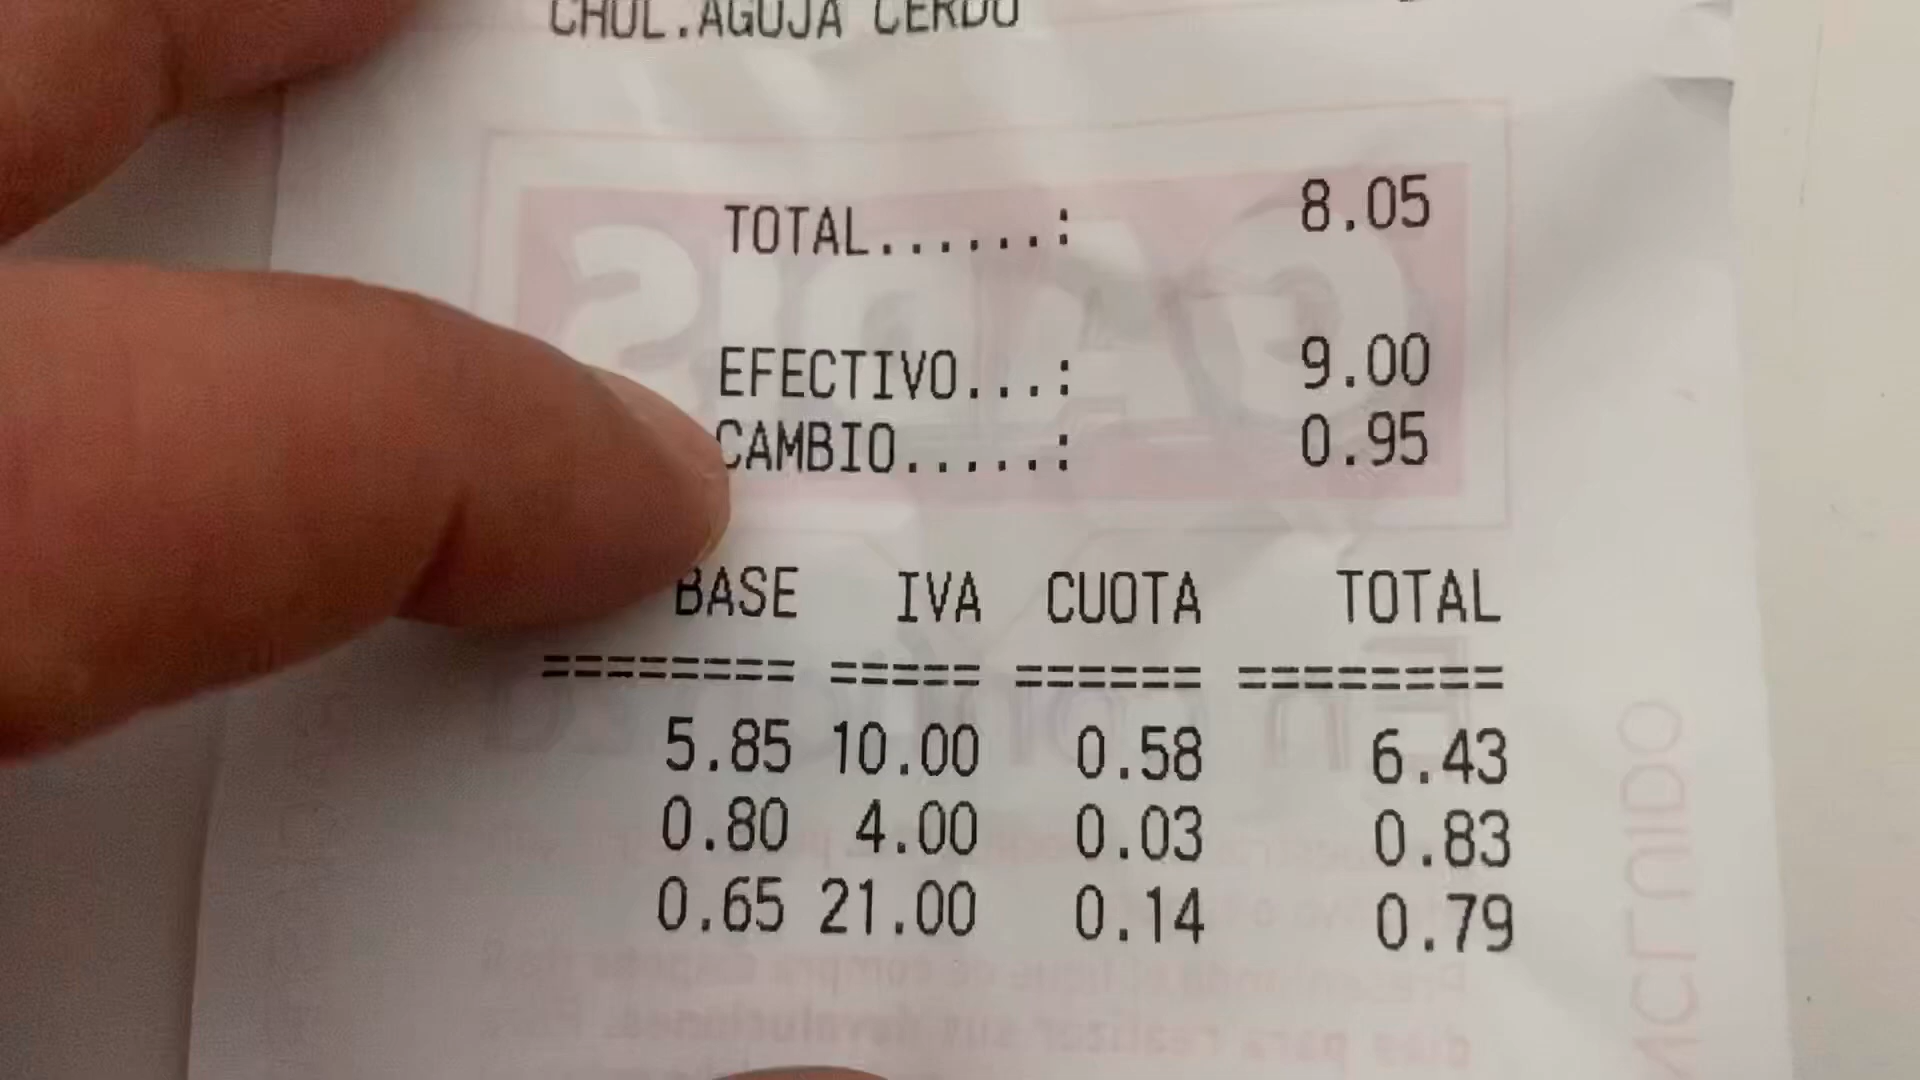 CHUL.AGUJA CERDO
TOTAL......: 8.05
EFECTIVO...: 9.00
CAMBIO.....: 0.95
BASE IVA CUOTA TOTAL
======== ===== ====== ========
5.85 10.00 0.58 6.43
0.80 4.00 0.03 0.83
0.65 21.00 0.14 0.79
GADIS